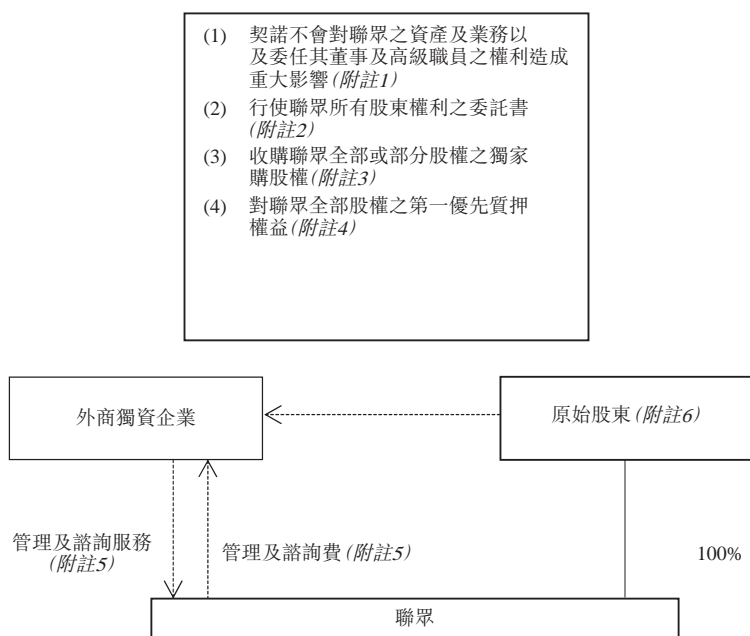 (1) 契諾不會對聯眾之資產及業務以
及委任其董事及高級職員之權利造成
重大影響(附註1)
(2) 行使聯眾所有股東權利之委託書
(附註2)
(3) 收購聯眾全部或部分股權之獨家
購股權(附註3)
(4) 對聯眾全部股權之第一優先質押
權益(附註4)
外商獨資企業
原始股東(附註6)
管理及諮詢服務
(附註5)
管理及諮詢費(附註5)
100%
聯眾